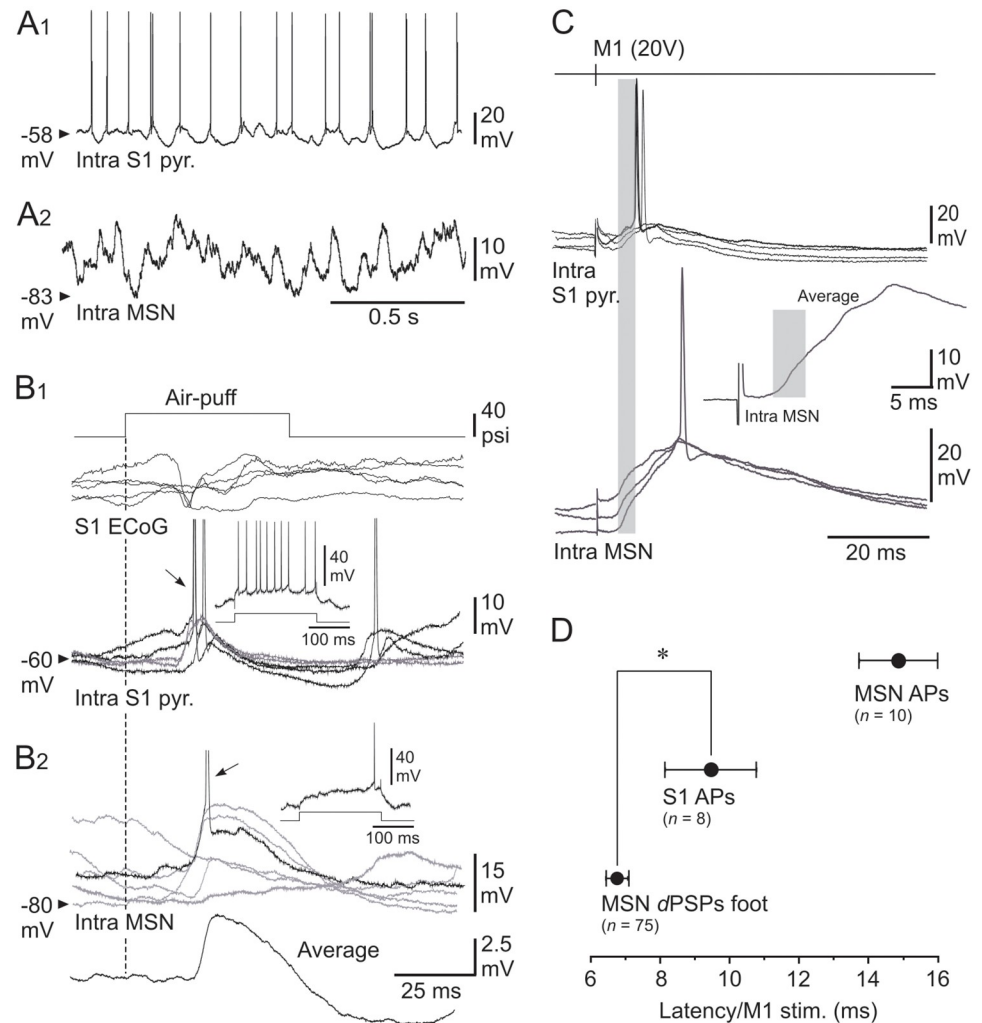 A1
-58
mV
Intra S1 pyr.
20
mV
A2
-83
mV
Intra MSN
10
mV
0.5 s
B1
Air-puff
40
psi
S1 ECoG
40
mV
100 ms
10
mV
-60
mV
Intra S1 pyr.
B2
40
mV
100 ms
15
mV
-80
mV
Intra MSN
Average
2.5
mV
25 ms
C
M1 (20V)
20
mV
Intra
S1 pyr.
Average
10
mV
5 ms
Intra MSN
20
mV
Intra MSN
20 ms
D
*
MSN APs
(n = 10)
S1 APs
(n = 8)
MSN dPSPs foot
(n = 75)
6 8 10 12 14 16
Latency/M1 stim. (ms)